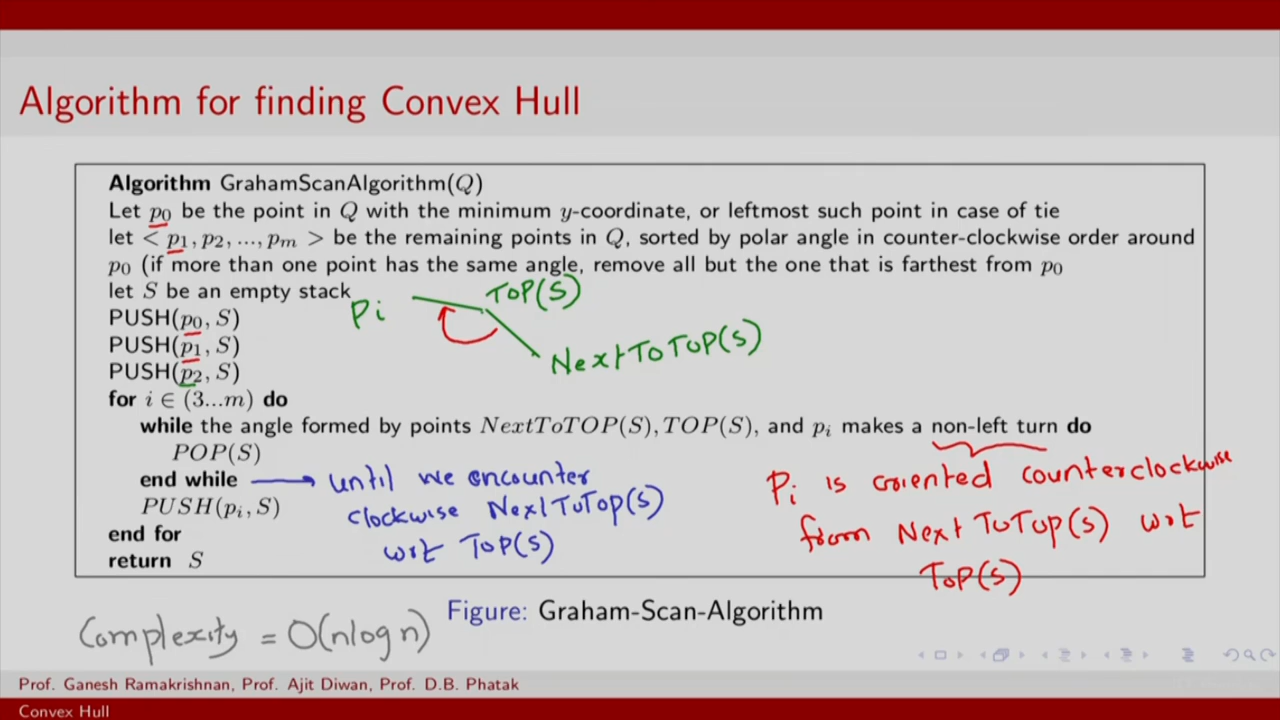 Algorithm for finding Convex Hull
Algorithm GrahamScanAlgorithm(Q)
Let p0 be the point in Q with the minimum y-coordinate, or leftmost such point in case of tie
let < p1, p2, ..., pm > be the remaining points in Q, sorted by polar angle in counter-clockwise order around
p0 (if more than one point has the same angle, remove all but the one that is farthest from p0
let S be an empty stack
Pi
TOP(S)
NextToTOP(S)
PUSH(p0, S)
PUSH(p1, S)
PUSH(p2, S)
for i ∈ (3...m) do
while the angle formed by points NextToTOP(S), TOP(S), and pi makes a non-left turn do
POP(S)
end while
PUSH(pi, S)
end for
return S
until we encounter
clockwise NextToTop(S)
wrt TOP(S)
Pi is oriented counterclockwise
from NextToTop(S) wrt
TOP(S)
Figure: Graham-Scan-Algorithm
Complexity = O(nlogn)
Prof. Ganesh Ramakrishnan, Prof. Ajit Diwan, Prof. D.B. Phatak
Convex Hull